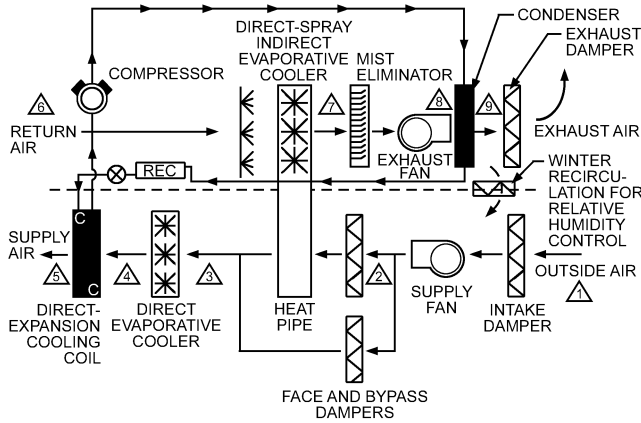 DIRECT-SPRAY
INDIRECT
EVAPORATIVE
COOLER
CONDENSER
EXHAUST
DAMPER
MIST
ELIMINATOR
COMPRESSOR
6
7
8
9
RETURN
AIR
EXHAUST
FAN
EXHAUST AIR
REC
WINTER
RECIRCU-
LATION FOR
RELATIVE
HUMIDITY
CONTROL
C
C
SUPPLY
AIR
5
4
3
2
OUTSIDE AIR
1
DIRECT-
EXPANSION
COOLING
COIL
DIRECT
EVAPORATIVE
COOLER
HEAT
PIPE
SUPPLY
FAN
INTAKE
DAMPER
FACE AND BYPASS
DAMPERS